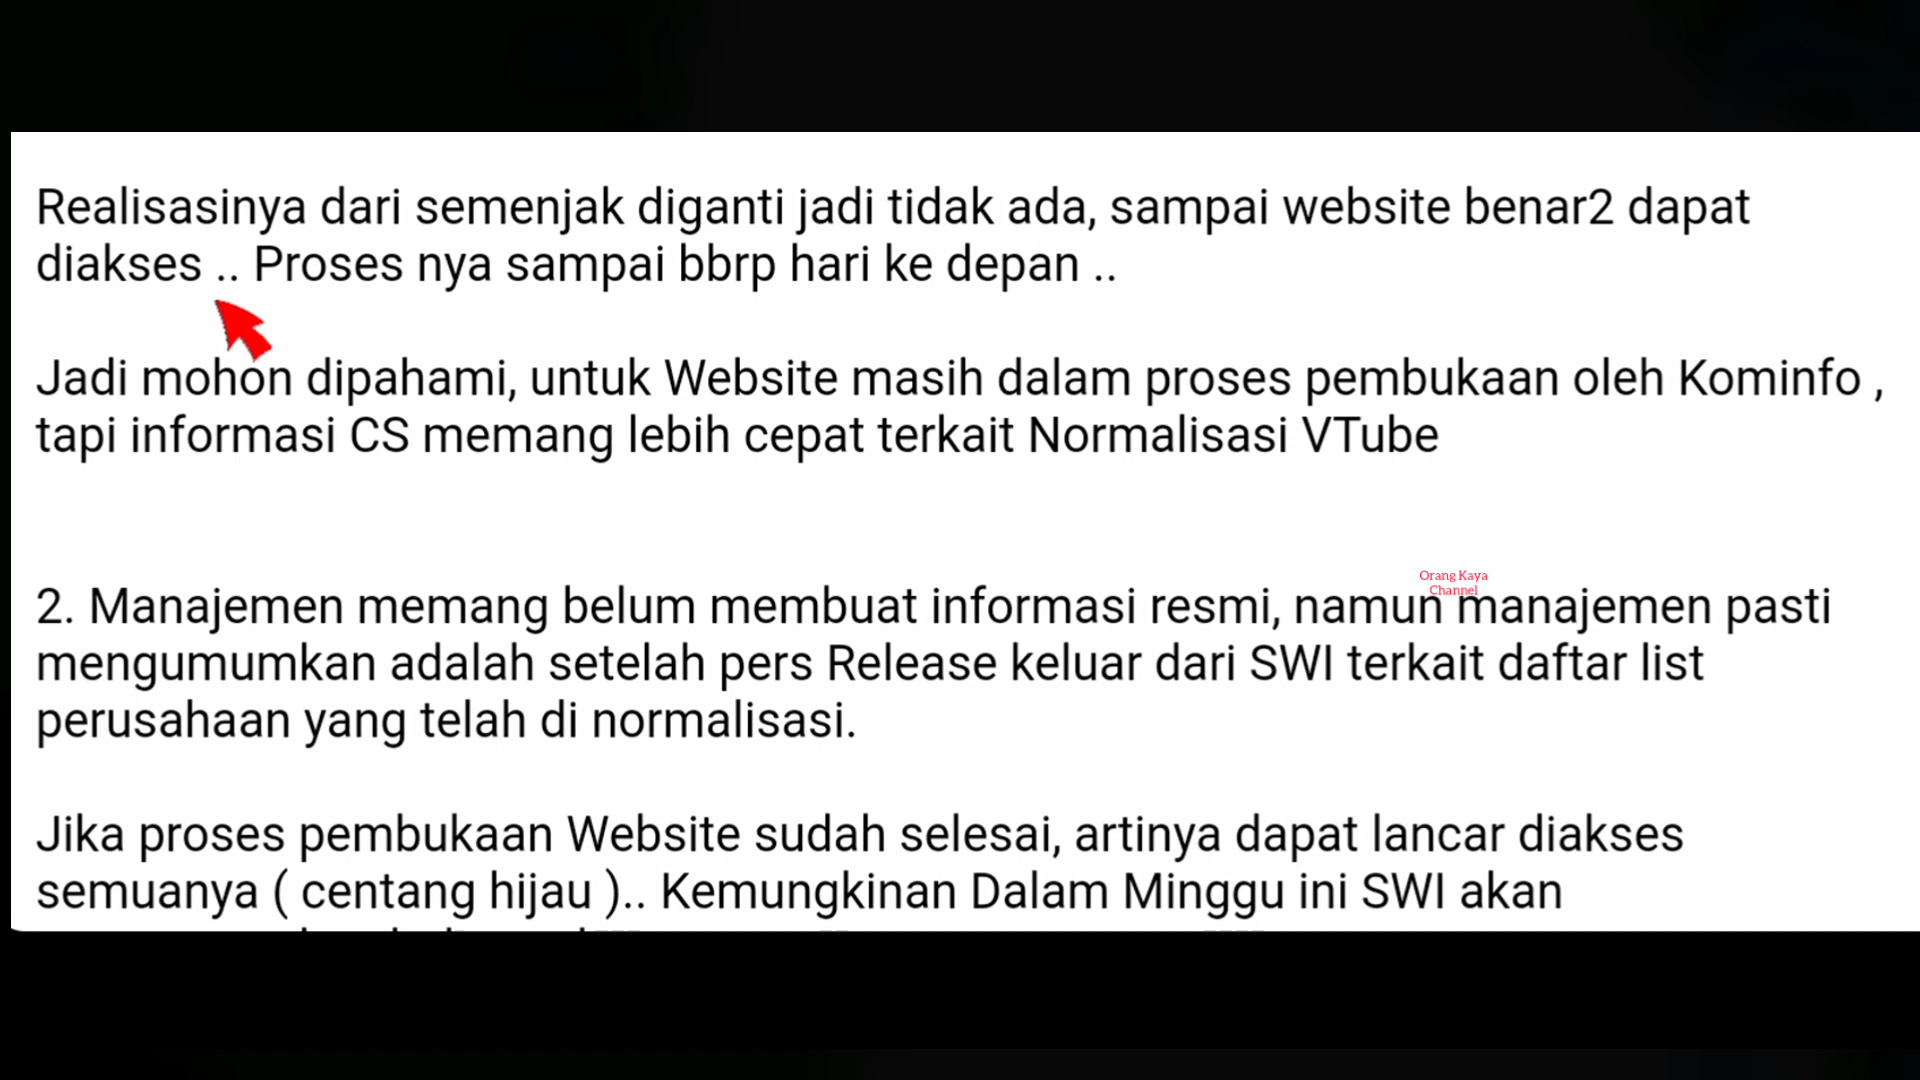 Realisasinya dari semenjak diganti jadi tidak ada, sampai website benar2 dapat
diakses .. Proses nya sampai bbrp hari ke depan ..
Jadi mohon dipahami, untuk Website masih dalam proses pembukaan oleh Kominfo ,
tapi informasi CS memang lebih cepat terkait Normalisasi VTube
Orang Kaya
Channel
2. Manajemen memang belum membuat informasi resmi, namun manajemen pasti
mengumumkan adalah setelah pers Release keluar dari SWI terkait daftar list
perusahaan yang telah di normalisasi.
Jika proses pembukaan Website sudah selesai, artinya dapat lancar diakses
semuanya ( centang hijau ).. Kemungkinan Dalam Minggu ini SWI akan